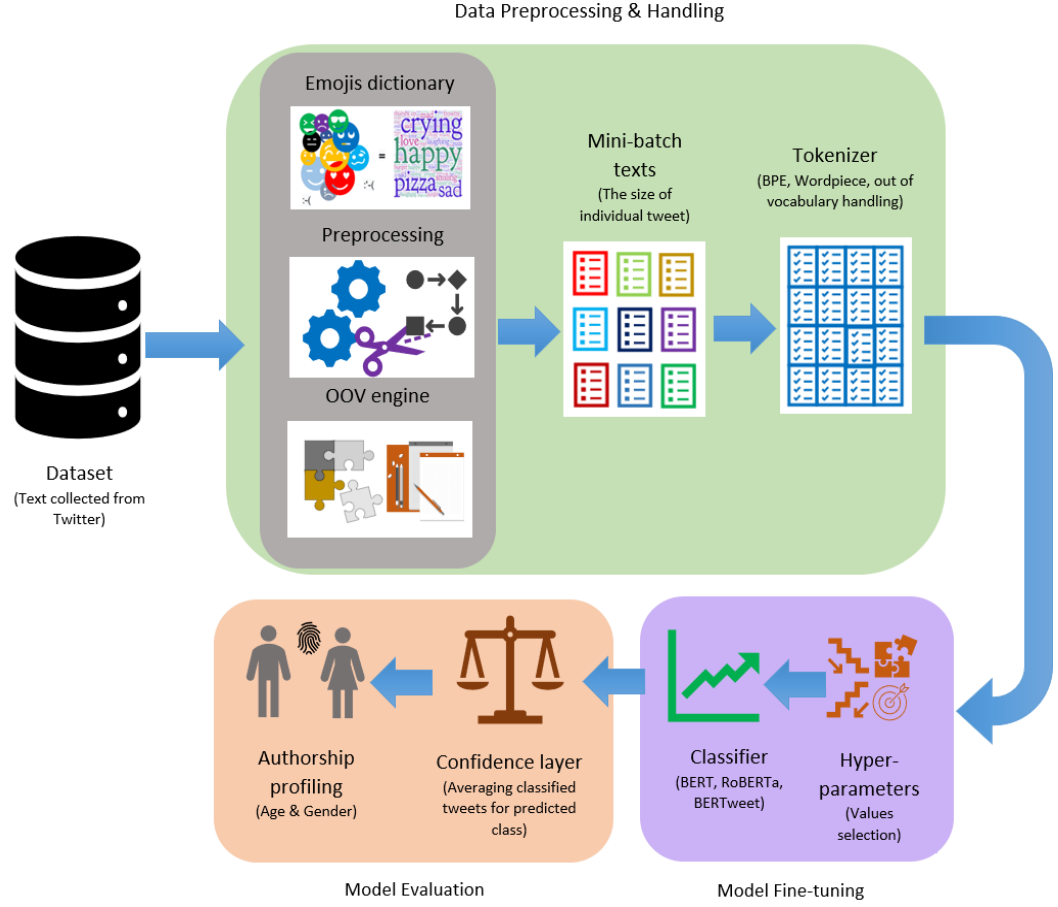 Data Preprocessing & Handling
Emojis dictionary
=
crying
love
happy
pizza sad
smiling
:-(
:-(
Preprocessing
OOV engine
Mini-batch
texts
(The size of
individual tweet)
Tokenizer
(BPE, Wordpiece, out of
vocabulary handling)
Dataset
(Text collected from
Twitter)
Authorship
profiling
(Age & Gender)
Confidence layer
(Averaging classified
tweets for predicted
class)
Classifier
(BERT, RoBERTa,
BERTweet)
Hyper-
parameters
(Values
selection)
Model Evaluation
Model Fine-tuning